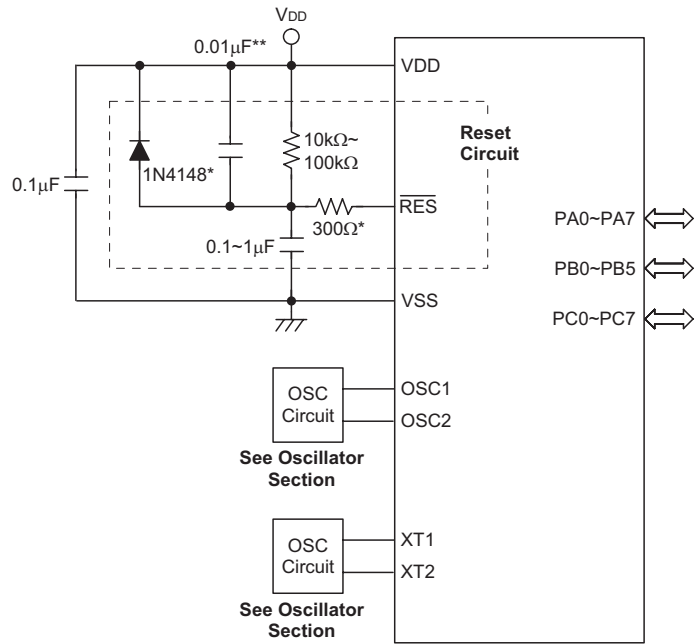 VDD
0.01μF**
VDD
Reset
Circuit
10kΩ~
100kΩ
1N4148*
0.1μF
RES
300Ω*
0.1~1μF
VSS
PA0~PA7
PB0~PB5
PC0~PC7
OSC
Circuit
OSC1
OSC2
See Oscillator
Section
OSC
Circuit
XT1
XT2
See Oscillator
Section